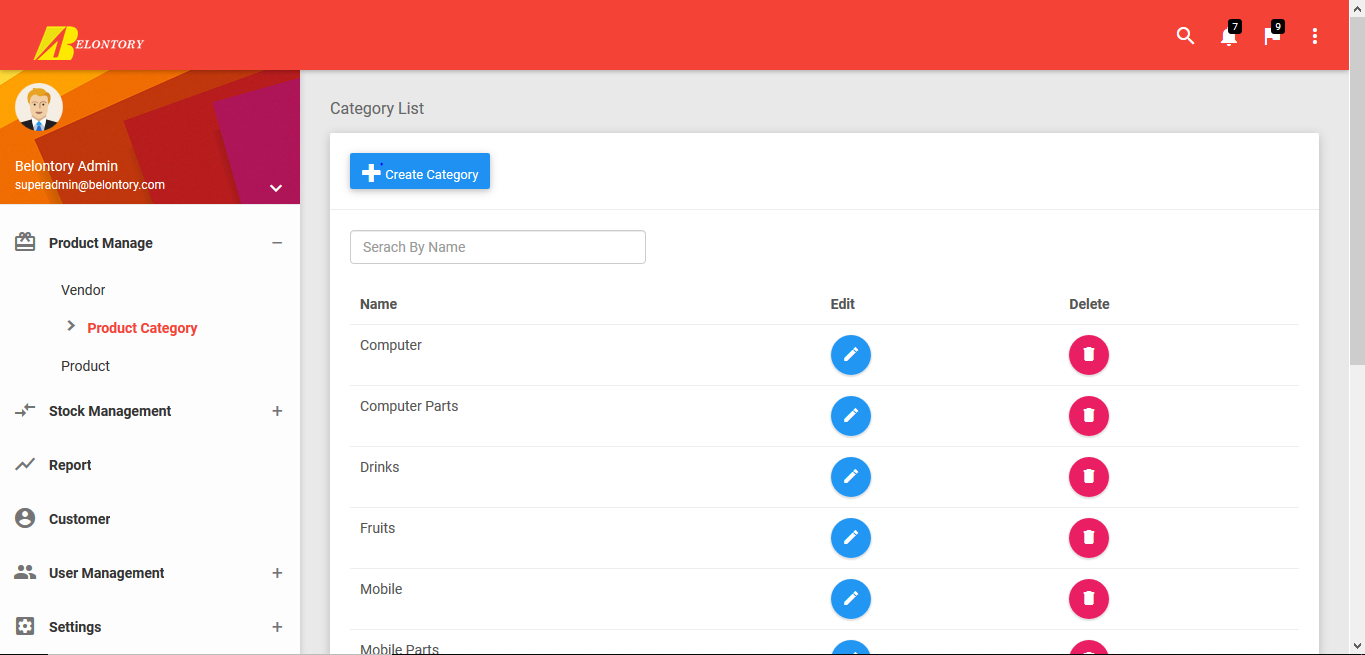 BELONTORY
7
9
Belontory Admin
superadmin@belontory.com
Product Manage
Vendor
Product Category
Product
Stock Management
Report
Customer
User Management
Settings
Category List
Create Category
Serach By Name
Name Edit Delete
Computer
Computer Parts
Drinks
Fruits
Mobile
Mobile Parts